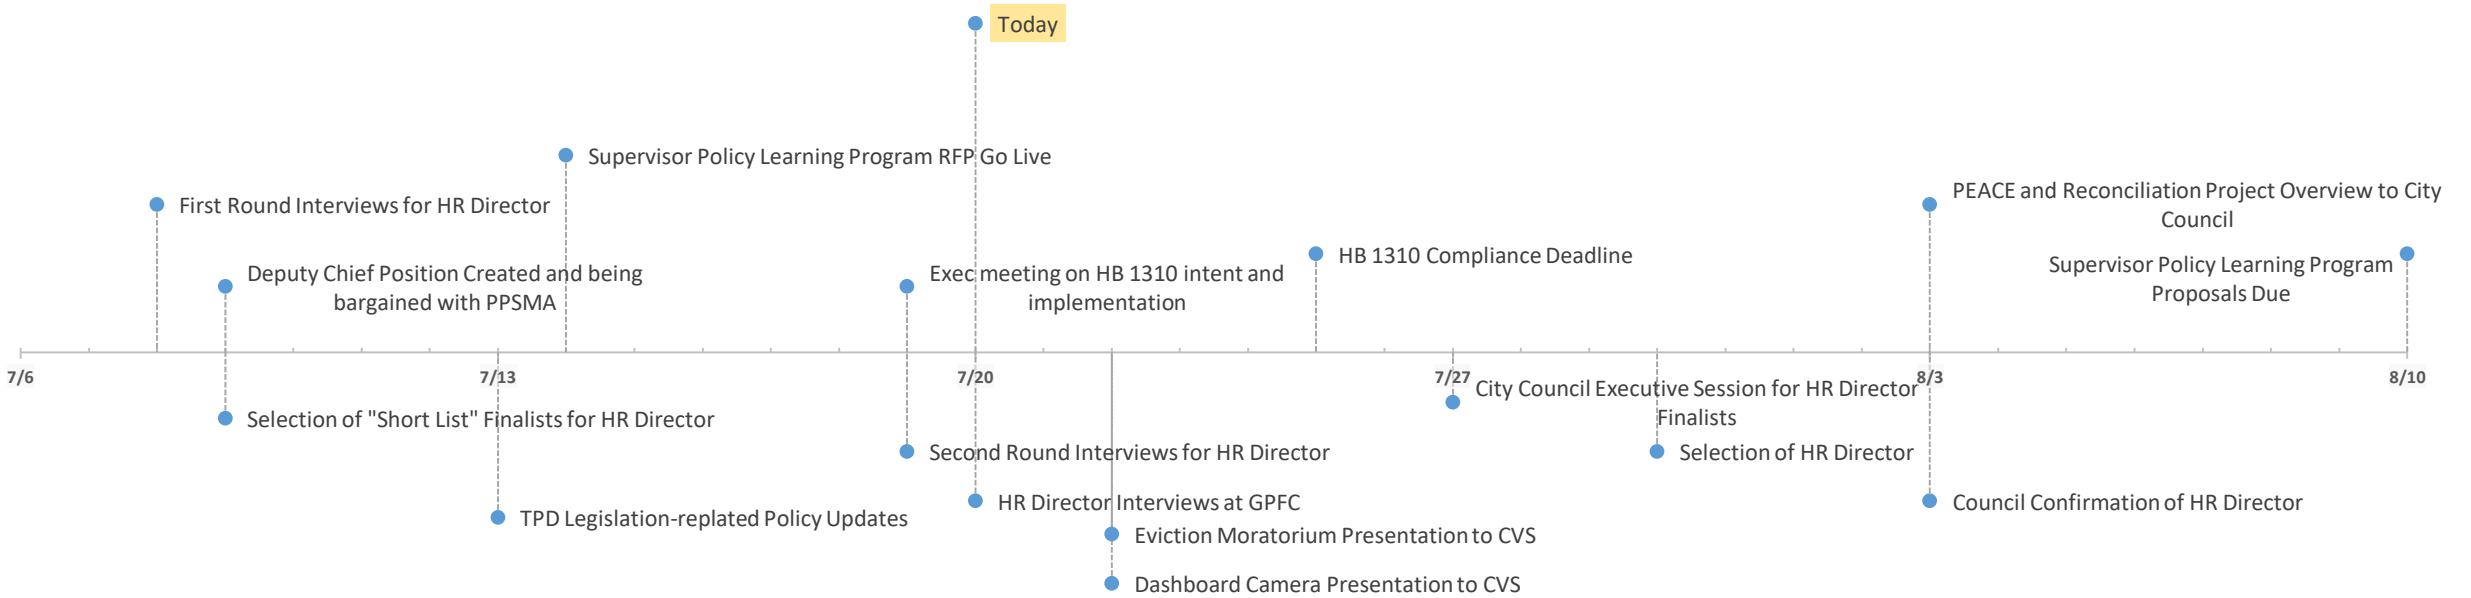 Today
Supervisor Policy Learning Program RFP Go Live
First Round Interviews for HR Director
PEACE and Reconciliation Project Overview to City
Council
Deputy Chief Position Created and being
bargained with PPSMA
Exec meeting on HB 1310 intent and
implementation
HB 1310 Compliance Deadline
Supervisor Policy Learning Program
Proposals Due
7/6
7/13
7/20
7/27
8/3
8/10
City Council Executive Session for HR Director
Finalists
Selection of "Short List" Finalists for HR Director
Second Round Interviews for HR Director
Selection of HR Director
HR Director Interviews at GPFC
Council Confirmation of HR Director
TPD Legislation-replated Policy Updates
Eviction Moratorium Presentation to CVS
Dashboard Camera Presentation to CVS